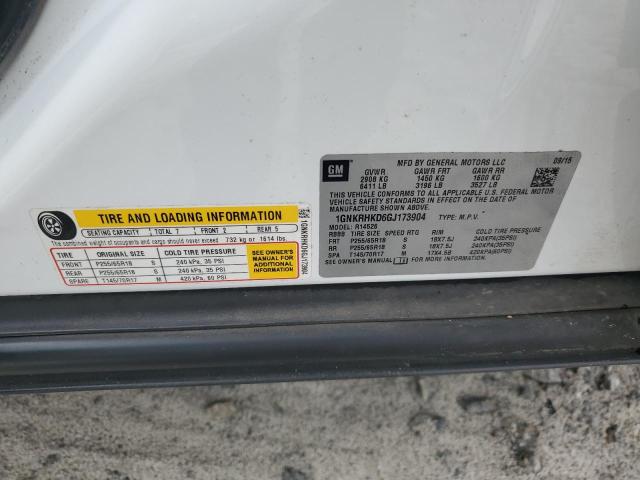 TIRE AND LOADING INFORMATION
SEATING CAPACITY TOTAL 7 FRONT 2 REAR 5
The combined weight of occupants and cargo should never exceed 732 kg or 1614 lbs.
TIRE ORIGINAL SIZE COLD TIRE PRESSURE
FRONT P255/65R18 S 240 kPa, 35 PSI
REAR P255/65R18 S 240 kPa, 35 PSI
SPARE T145/70R17 M 420 kPa, 60 PSI
SEE OWNER'S
MANUAL FOR
ADDITIONAL
INFORMATION
1GNKRHKD6GJ173904
GM
MFD BY GENERAL MOTORS LLC 09/15
GVWR GAWR FRT GAWR RR
2908 KG 1450 KG 1600 KG
6411 LB 3196 LB 3527 LB
THIS VEHICLE CONFORMS TO ALL APPLICABLE U.S. FEDERAL MOTOR
VEHICLE SAFETY STANDARDS IN EFFECT ON THE DATE OF
MANUFACTURE SHOWN ABOVE.
1GNKRHKD6GJ173904 TYPE: M.P.V.
MODEL: R14526
TIRE SIZE SPEED RTG RIM COLD TIRE PRESSURE
FRT P255/65R18 S 18X7.5J 240KPA(35PSI)
RR P255/65R18 S 18X7.5J 240KPA(35PSI)
SPA T145/70R17 M 17X4.5B 420KPA(60PSI)
SEE OWNER'S MANUAL FOR ADDITIONAL INFORMATION